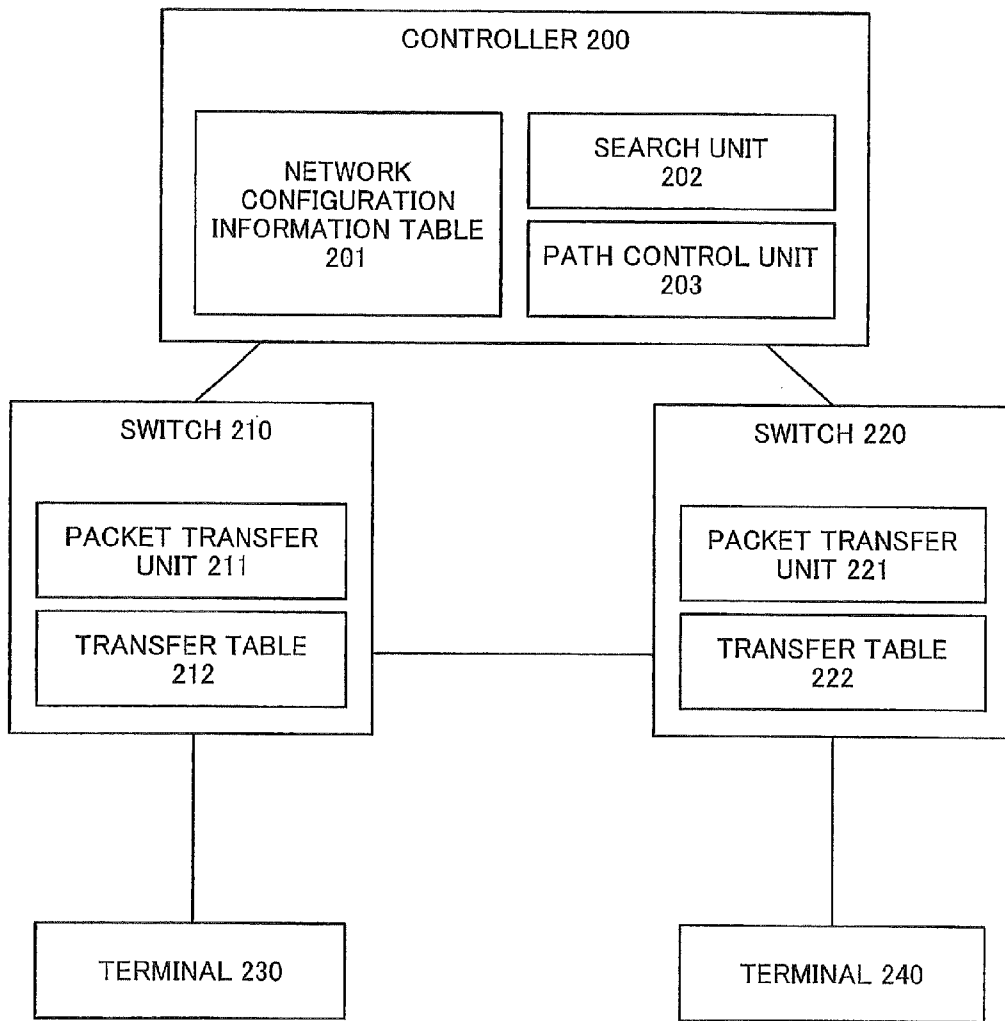 CONTROLLER 200
NETWORK
CONFIGURATION
INFORMATION TABLE
201
SEARCH UNIT
202
PATH CONTROL UNIT
203
SWITCH 210
PACKET TRANSFER
UNIT 211
TRANSFER TABLE
212
SWITCH 220
PACKET TRANSFER
UNIT 221
TRANSFER TABLE
222
TERMINAL 230
TERMINAL 240